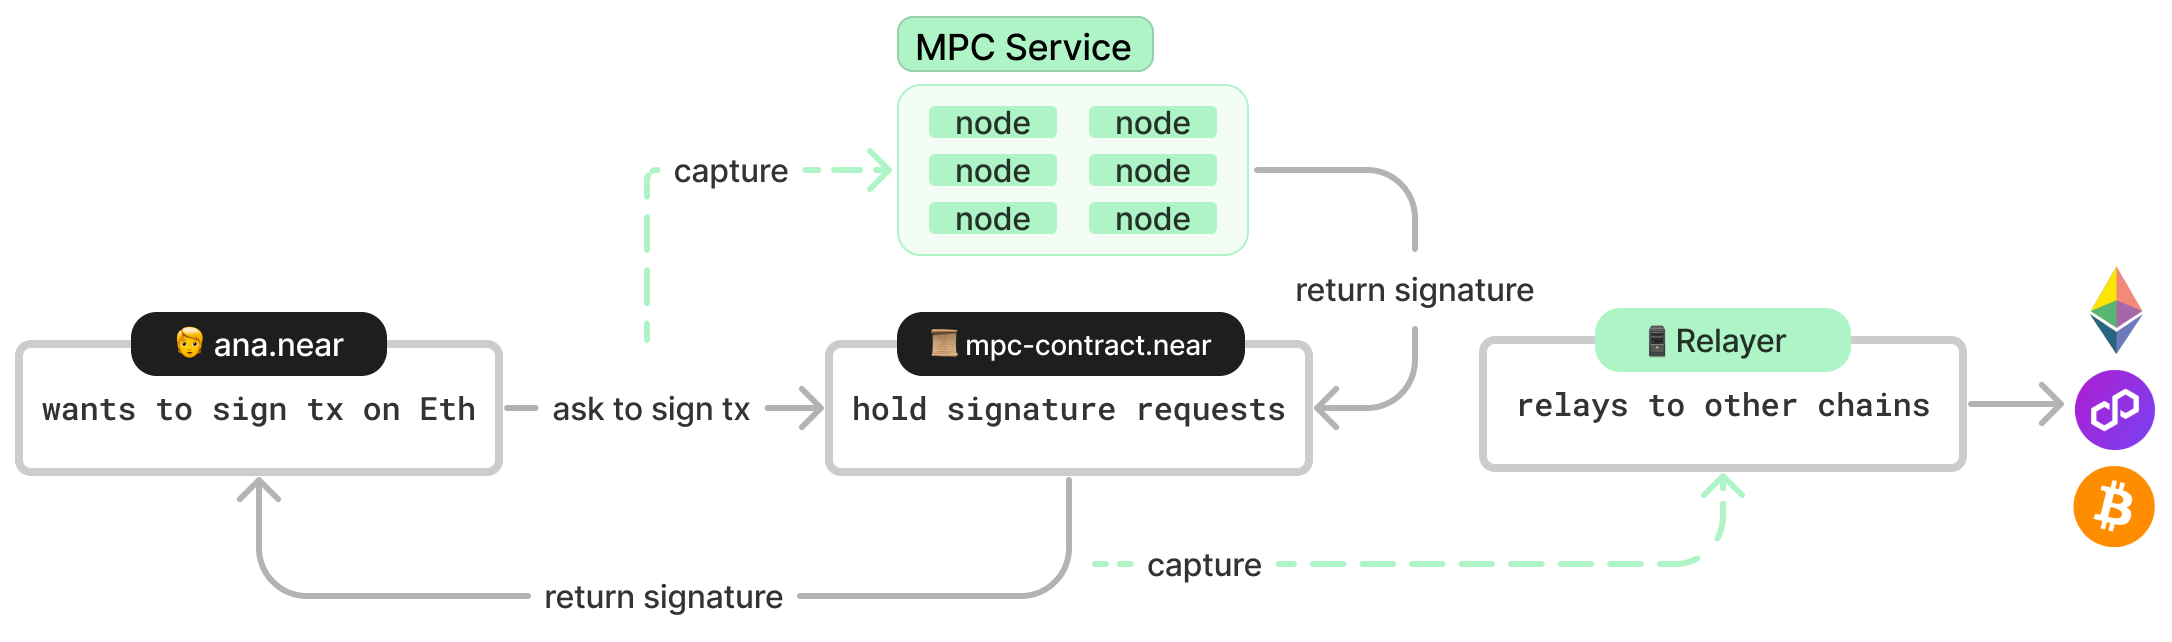 MPC Service
node node
node node
node node
capture
return signature
ana.near
wants to sign tx on Eth
ask to sign tx
mpc-contract.near
hold signature requests
Relayer
relays to other chains
capture
return signature